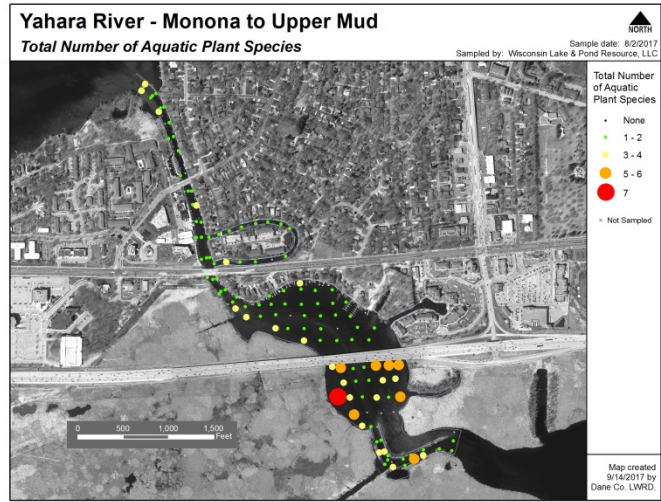 Yahara River - Monona to Upper Mud
Total Number of Aquatic Plant Species
NORTH
Sample date: 8/2/2017
Sampled by: Wisconsin Lake & Pond Resource, LLC
Total Number
of Aquatic
Plant Species
None
1 - 2
3 - 4
5 - 6
7
Not Sampled
0 500 1,000 1,500
Feet
Map created
9/14/2017 by
Dane Co. LWRD.